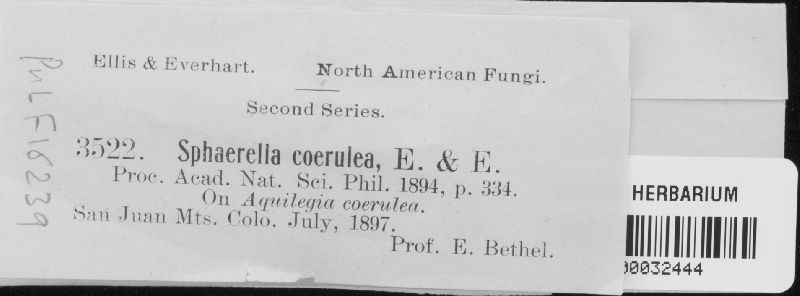 PUL F16239
Ellis & Everhart. North American Fungi.
Second Series.
3522. Sphaerella coerulea, E. & E.
Proc. Acad. Nat. Sci. Phil. 1894, p. 334.
On Aquilegia coerulea.
San Juan Mts. Colo. July, 1897.
Prof. E. Bethel.
HERBARIUM
00032444